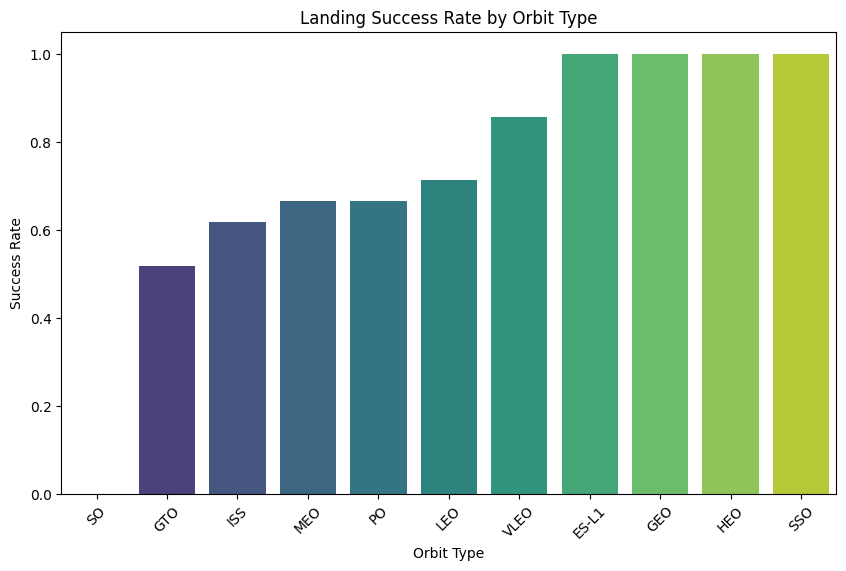 Landing Success Rate by Orbit Type
1.0
0.8
0.6
0.4
0.2
0.0
Success Rate
SO
GTO
ISS
MEO
PO
LEO
VLEO
ES-L1
GEO
HEO
SSO
Orbit Type